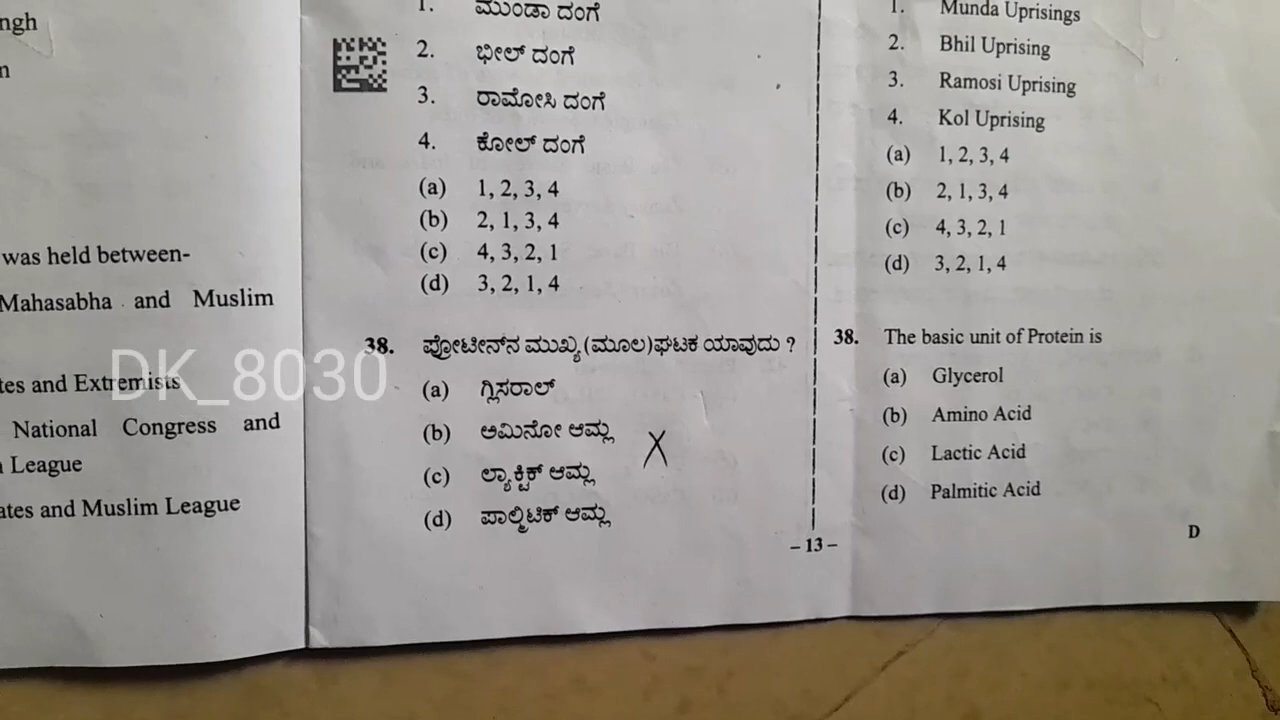 ngh
n
was held between-
Mahasabha and Muslim
tes and Extremists
National Congress and
League
ates and Muslim League
1. ಮುಂಡಾ ದಂಗೆ
2. ಭೀಲ್ ದಂಗೆ
3. ರಾಮೋಸಿ ದಂಗೆ
4. ಕೋಲ್ ದಂಗೆ
(a) 1, 2, 3, 4
(b) 2, 1, 3, 4
(c) 4, 3, 2, 1
(d) 3, 2, 1, 4
38. ಪ್ರೋಟೀನ್‌ನ ಮುಖ್ಯ (ಮೂಲ)ಘಟಕ ಯಾವುದು ?
(a) ಗ್ಲಿಸರಾಲ್
(b) ಅಮಿನೋ ಆಮ್ಲ
(c) ಲ್ಯಾಕ್ಟಿಕ್ ಆಮ್ಲ
(d) ಪಾಲ್ಮಿಟಿಕ್ ಆಮ್ಲ
1. Munda Uprisings
2. Bhil Uprising
3. Ramosi Uprising
4. Kol Uprising
(a) 1, 2, 3, 4
(b) 2, 1, 3, 4
(c) 4, 3, 2, 1
(d) 3, 2, 1, 4
38. The basic unit of Protein is
(a) Glycerol
(b) Amino Acid
(c) Lactic Acid
(d) Palmitic Acid
– 13 –
D
DK_8030